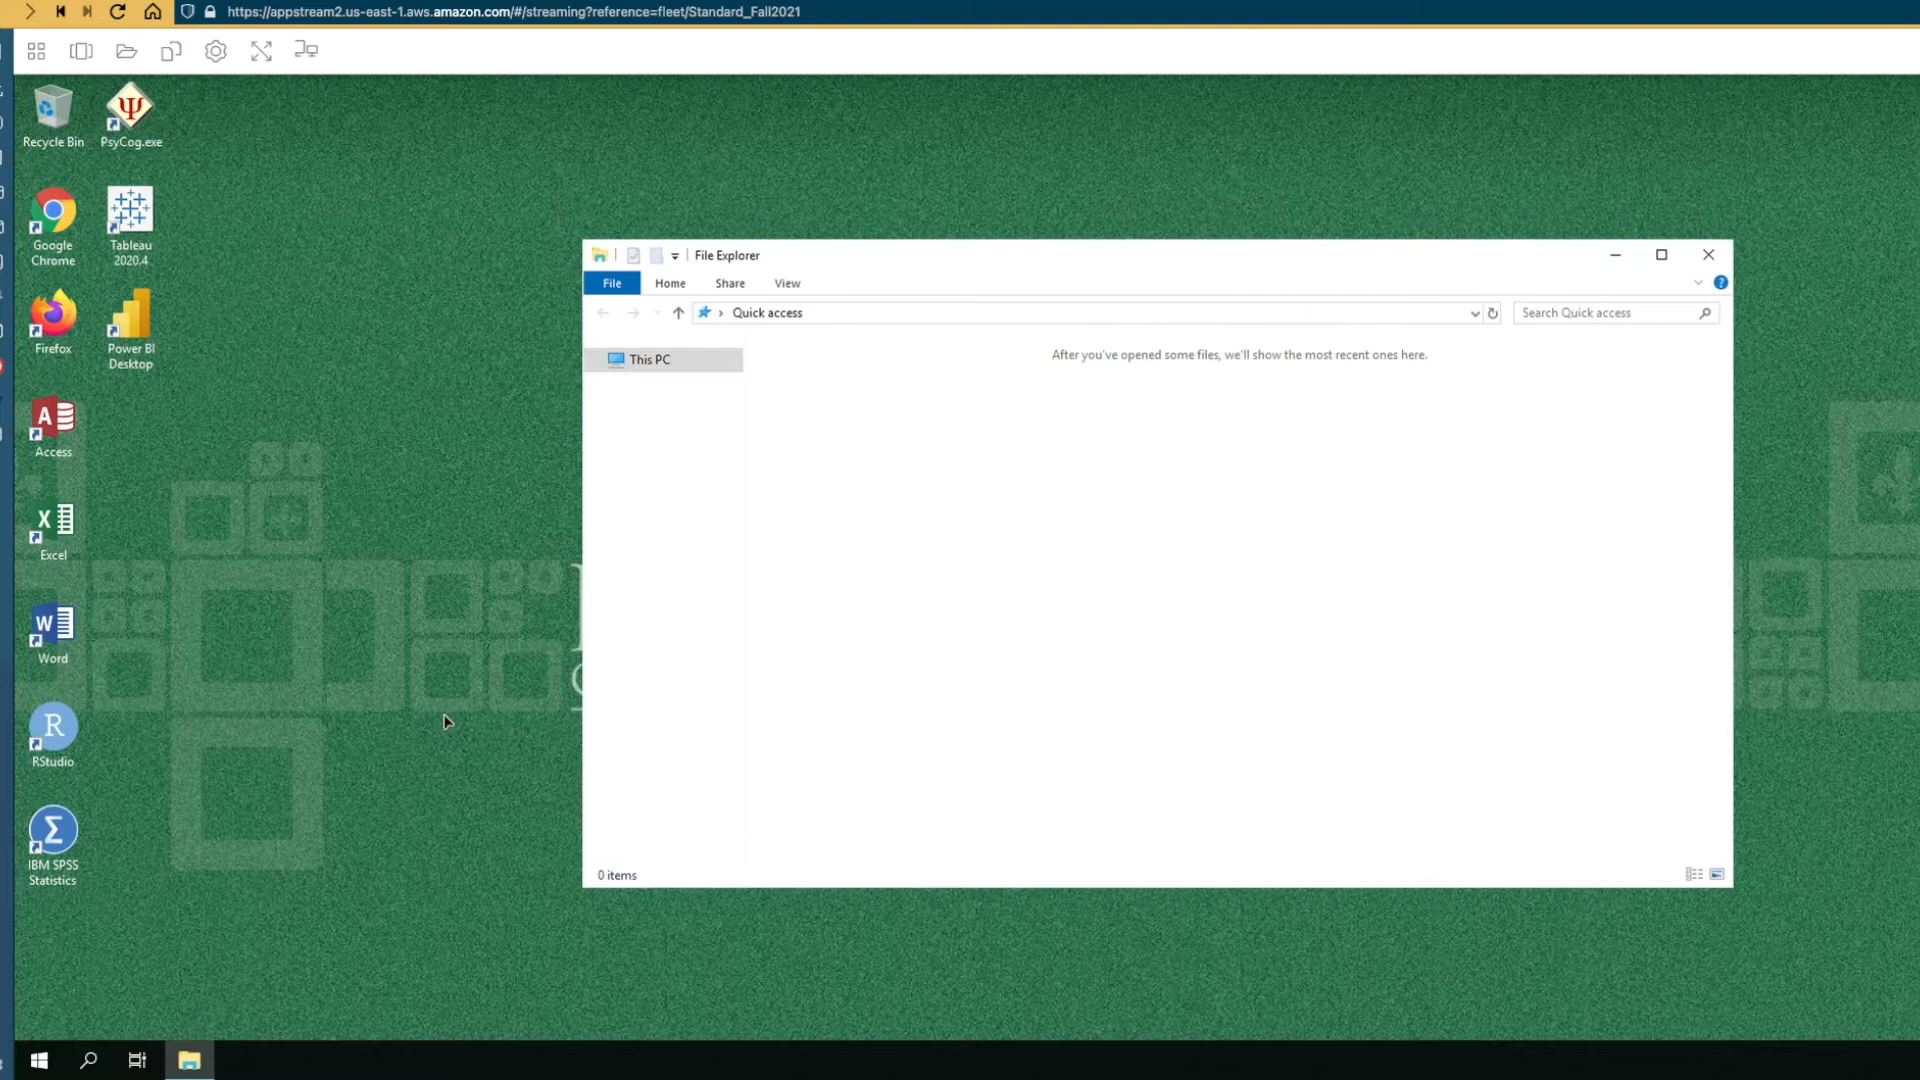 https://appstream2.us-east-1.aws.amazon.com/#/streaming?reference=fleet/Standard_Fall2021
Recycle Bin
PsyCog.exe
Google
Chrome
Tableau
2020.4
Firefox
Power BI
Desktop
Access
Excel
Word
RStudio
IBM SPSS
Statistics
File Explorer
File
Home
Share
View
Quick access
Search Quick access
This PC
After you've opened some files, we'll show the most recent ones here.
0 items